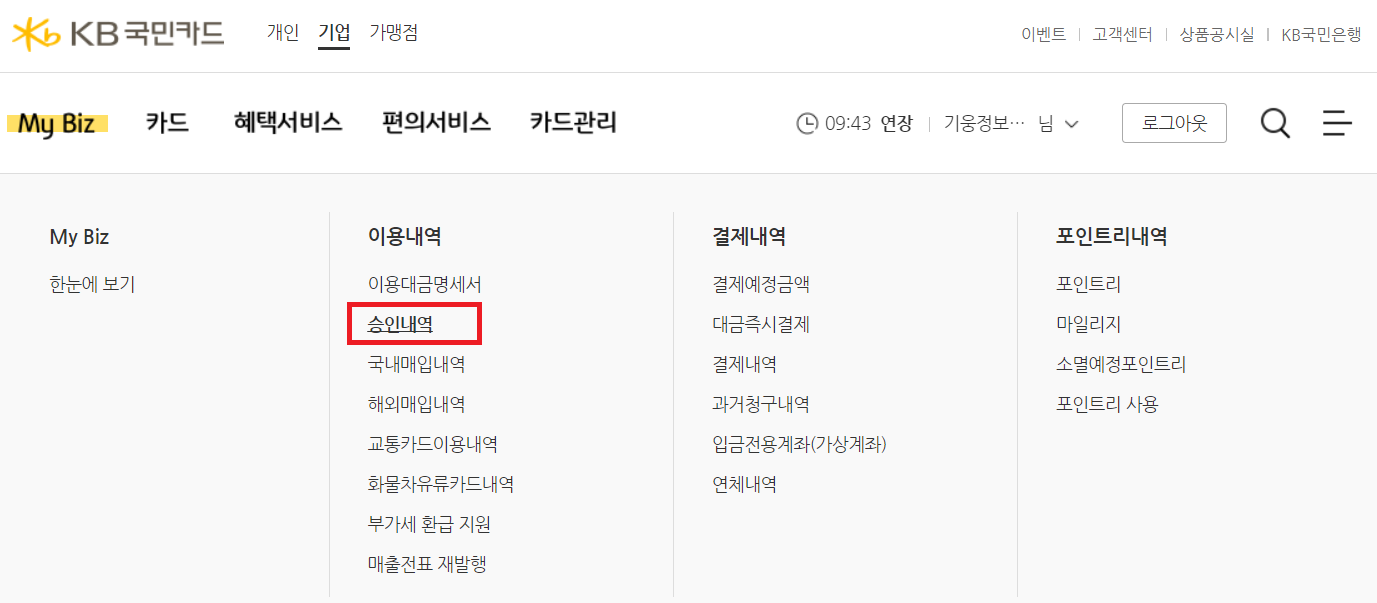 KB국민카드 개인 기업 가맹점 이벤트 고객센터 상품공시실 KB국민은행
My Biz 카드 혜택서비스 편의서비스 카드관리 09:43 연장 기웅정보… 님 로그아웃
My Biz
한눈에 보기
이용내역
이용대금명세서
승인내역
국내매입내역
해외매입내역
교통카드이용내역
화물차유류카드내역
부가세 환급 지원
매출전표 재발행
결제내역
결제예정금액
대금즉시결제
결제내역
과거청구내역
입금전용계좌(가상계좌)
연체내역
포인트리내역
포인트리
마일리지
소멸예정포인트리
포인트리 사용